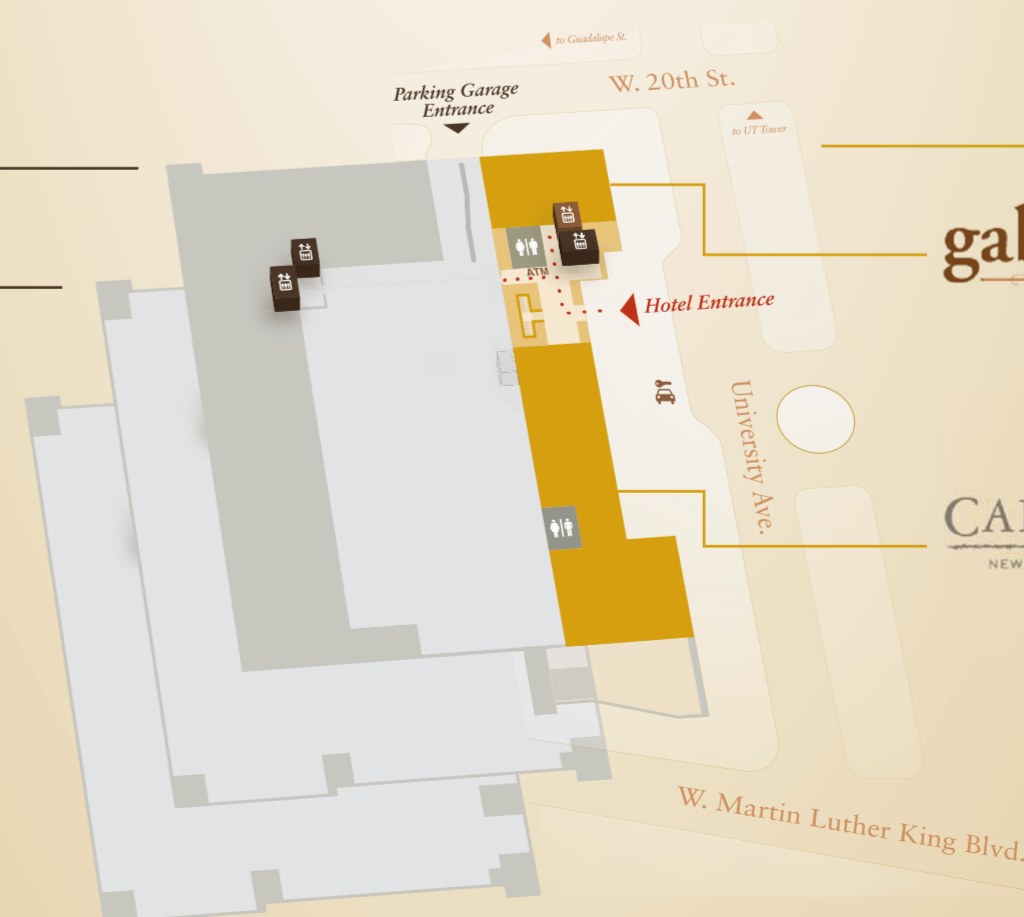 to Guadalupe St.
W. 20th St.
Parking Garage
Entrance
to UT Tower
ATM
Hotel Entrance
University Ave.
NEW
W. Martin Luther King Blvd.